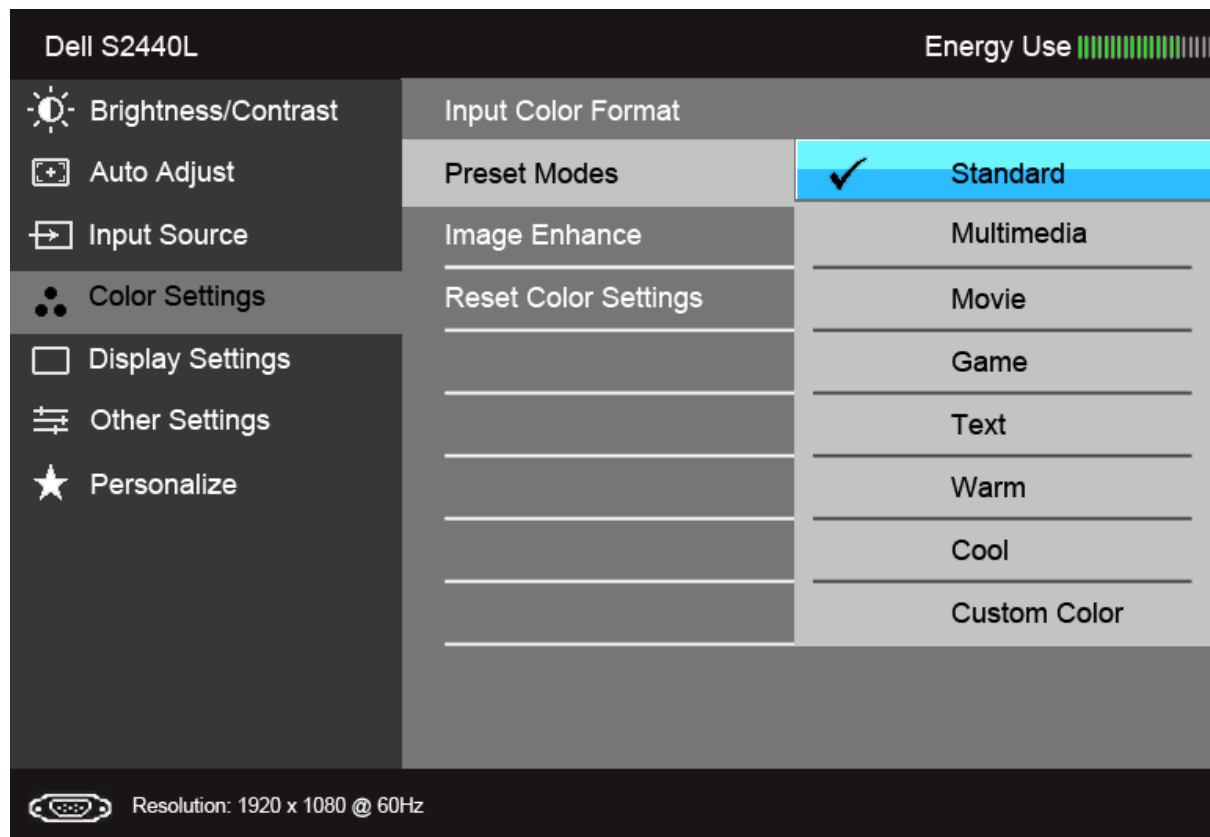 Dell S2440L Energy Use
Brightness/Contrast Input Color Format
Auto Adjust Preset Modes Standard
Input Source Image Enhance Multimedia
Color Settings Reset Color Settings Movie
Display Settings Game
Other Settings Text
Personalize Warm
Cool
Custom Color
Resolution: 1920 x 1080 @ 60Hz